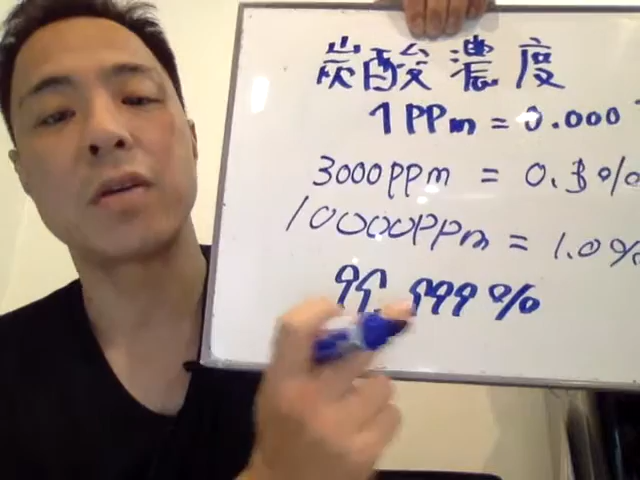 炭酸濃度
1PPm = 0.000
3000ppm = 0.3%
10000PPm = 1.0%
99.999%